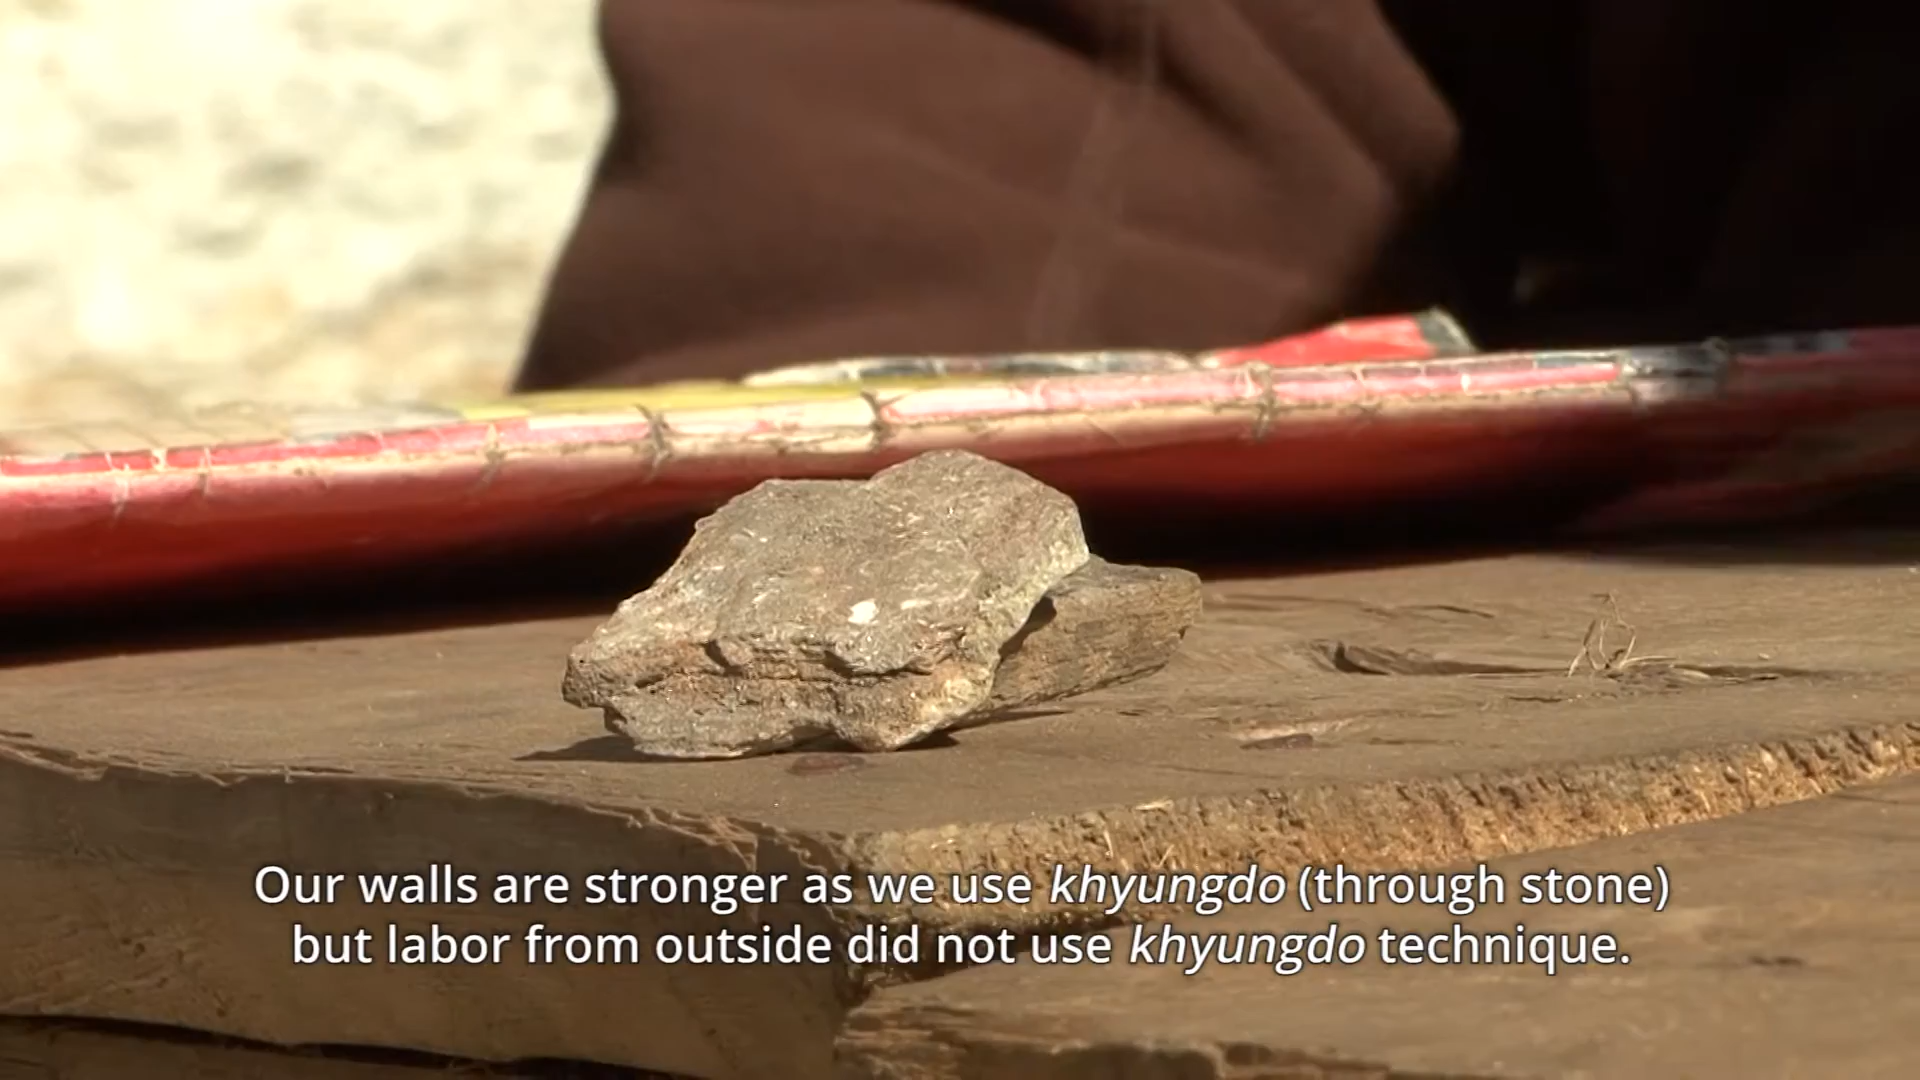 Our walls are stronger as we use khyungdo (through stone)
but labor from outside did not use khyungdo technique.